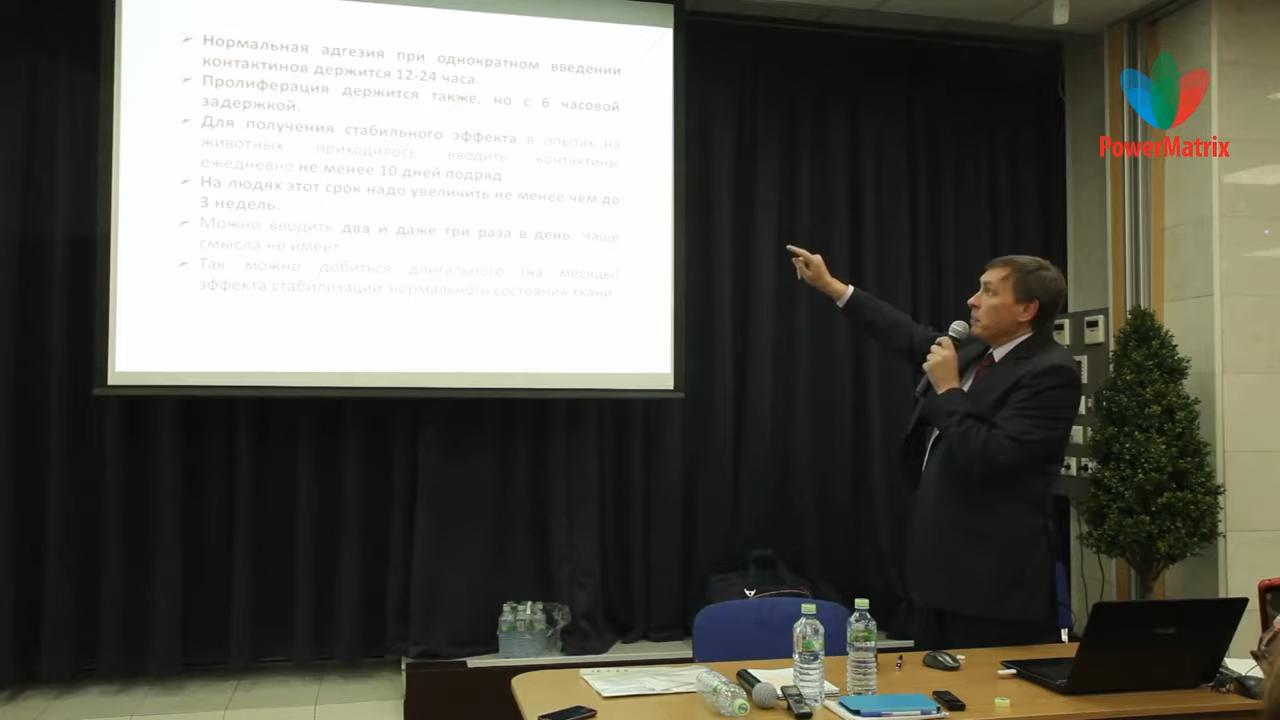 Нормальная адгезия при однократном введении
контактинов держится 12-24 часа.
Пролиферация держится также, но с 6 часовой
задержкой.
Для получения стабильного эффекта в опытах на
животных приходилось вводить контактины
ежедневно не менее 10 дней подряд
На людях этот срок надо увеличить не менее чем до
3 недель.
Можно вводить два и даже три раза в день. Чаще
смысла не имеет.
Так можно добиться длительного (на месяцы)
эффекта стабилизации нормального состояния ткани
PowerMatrix